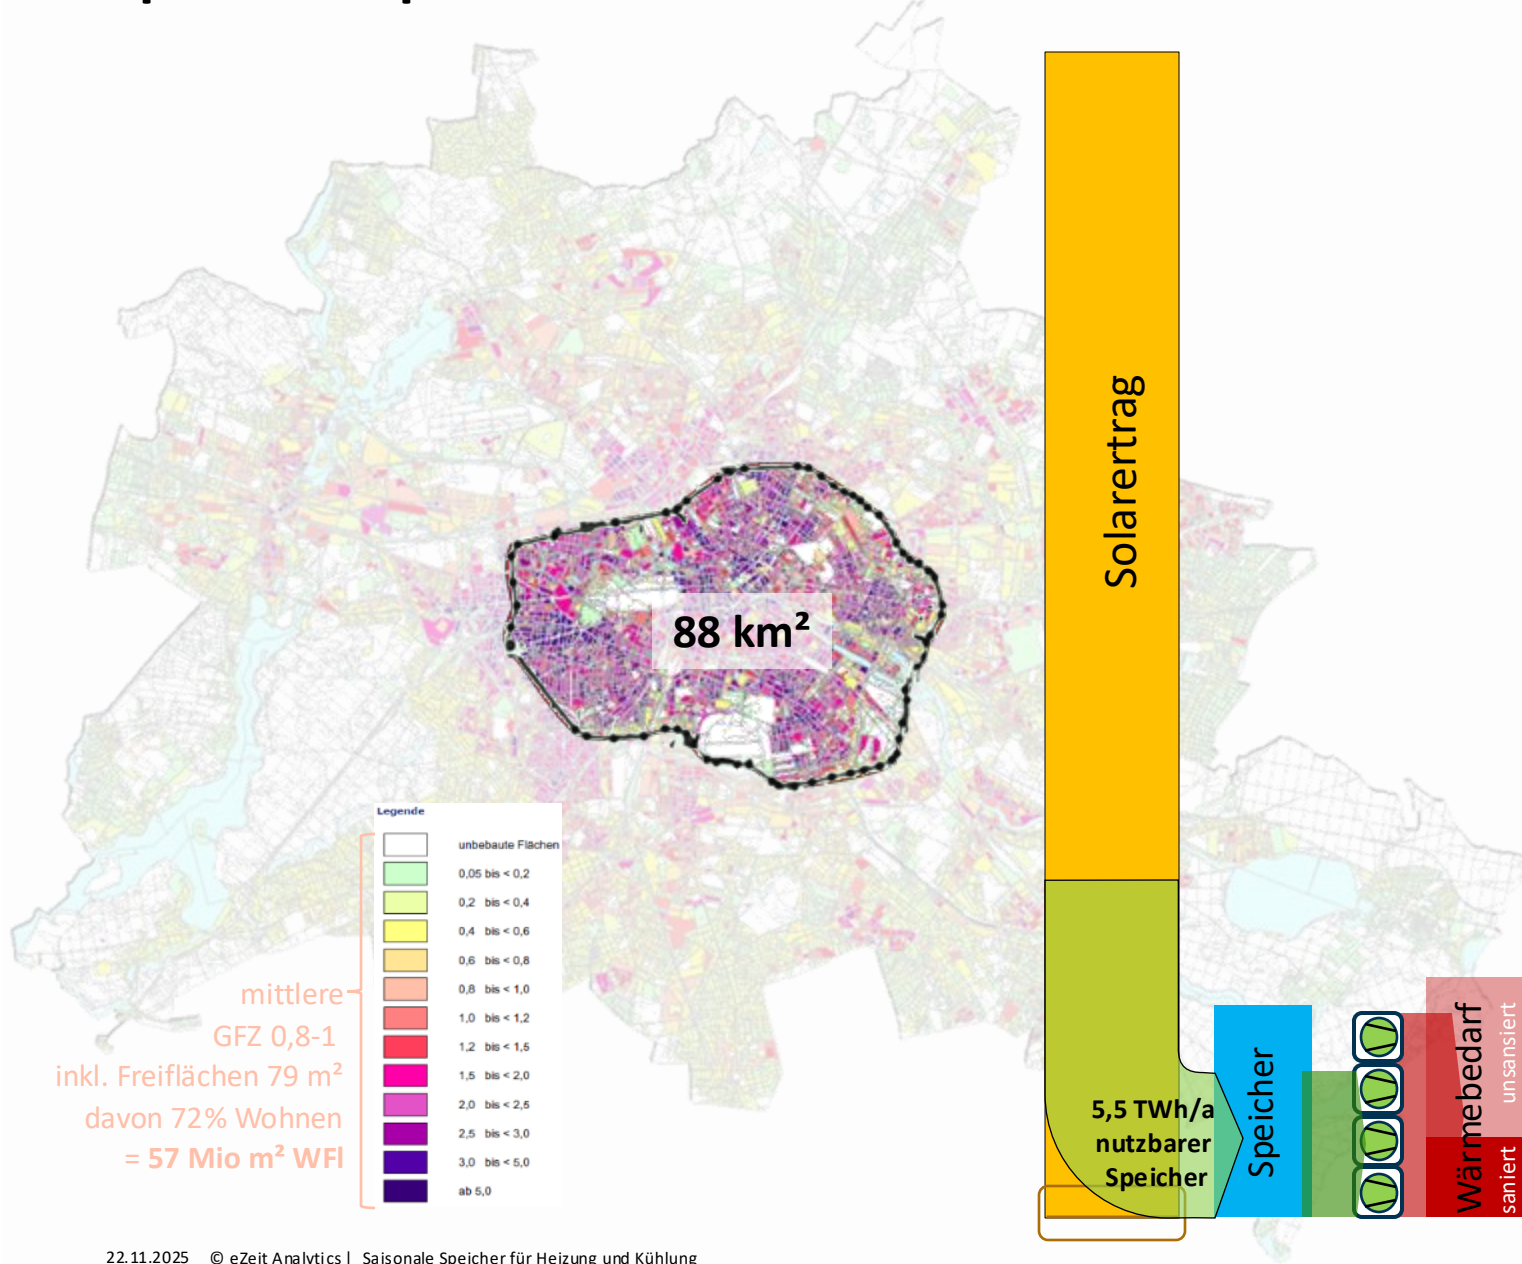 Solarertrag
88 km²
Legende
unbebaute Flächen
0,05 bis < 0,2
0,2 bis < 0,4
0,4 bis < 0,6
0,6 bis < 0,8
0,8 bis < 1,0
1,0 bis < 1,2
1,2 bis < 1,5
1,5 bis < 2,0
2,0 bis < 2,5
2,5 bis < 3,0
3,0 bis < 5,0
ab 5,0
mittlere
GFZ 0,8-1
inkl. Freiflächen 79 m²
davon 72% Wohnen
= 57 Mio m² WFl
5,5 TWh/a
nutzbarer
Speicher
Speicher
Wärmebedarf
unsansiert
saniert
22.11.2025 © eZeit Analytics | Saisonale Speicher für Heizung und Kühlung